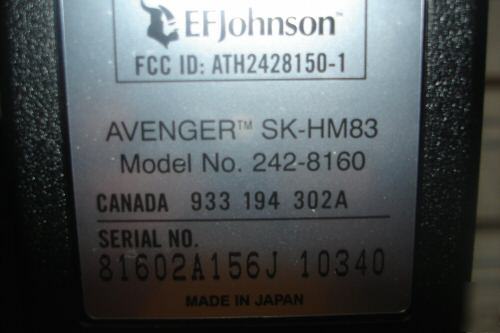 EFJohnson™
FCC ID: ATH2428150-1
AVENGER™ SK-HM83
Model No. 242-8160
CANADA 933 194 302A
SERIAL NO.
81602A156J 10340
MADE IN JAPAN